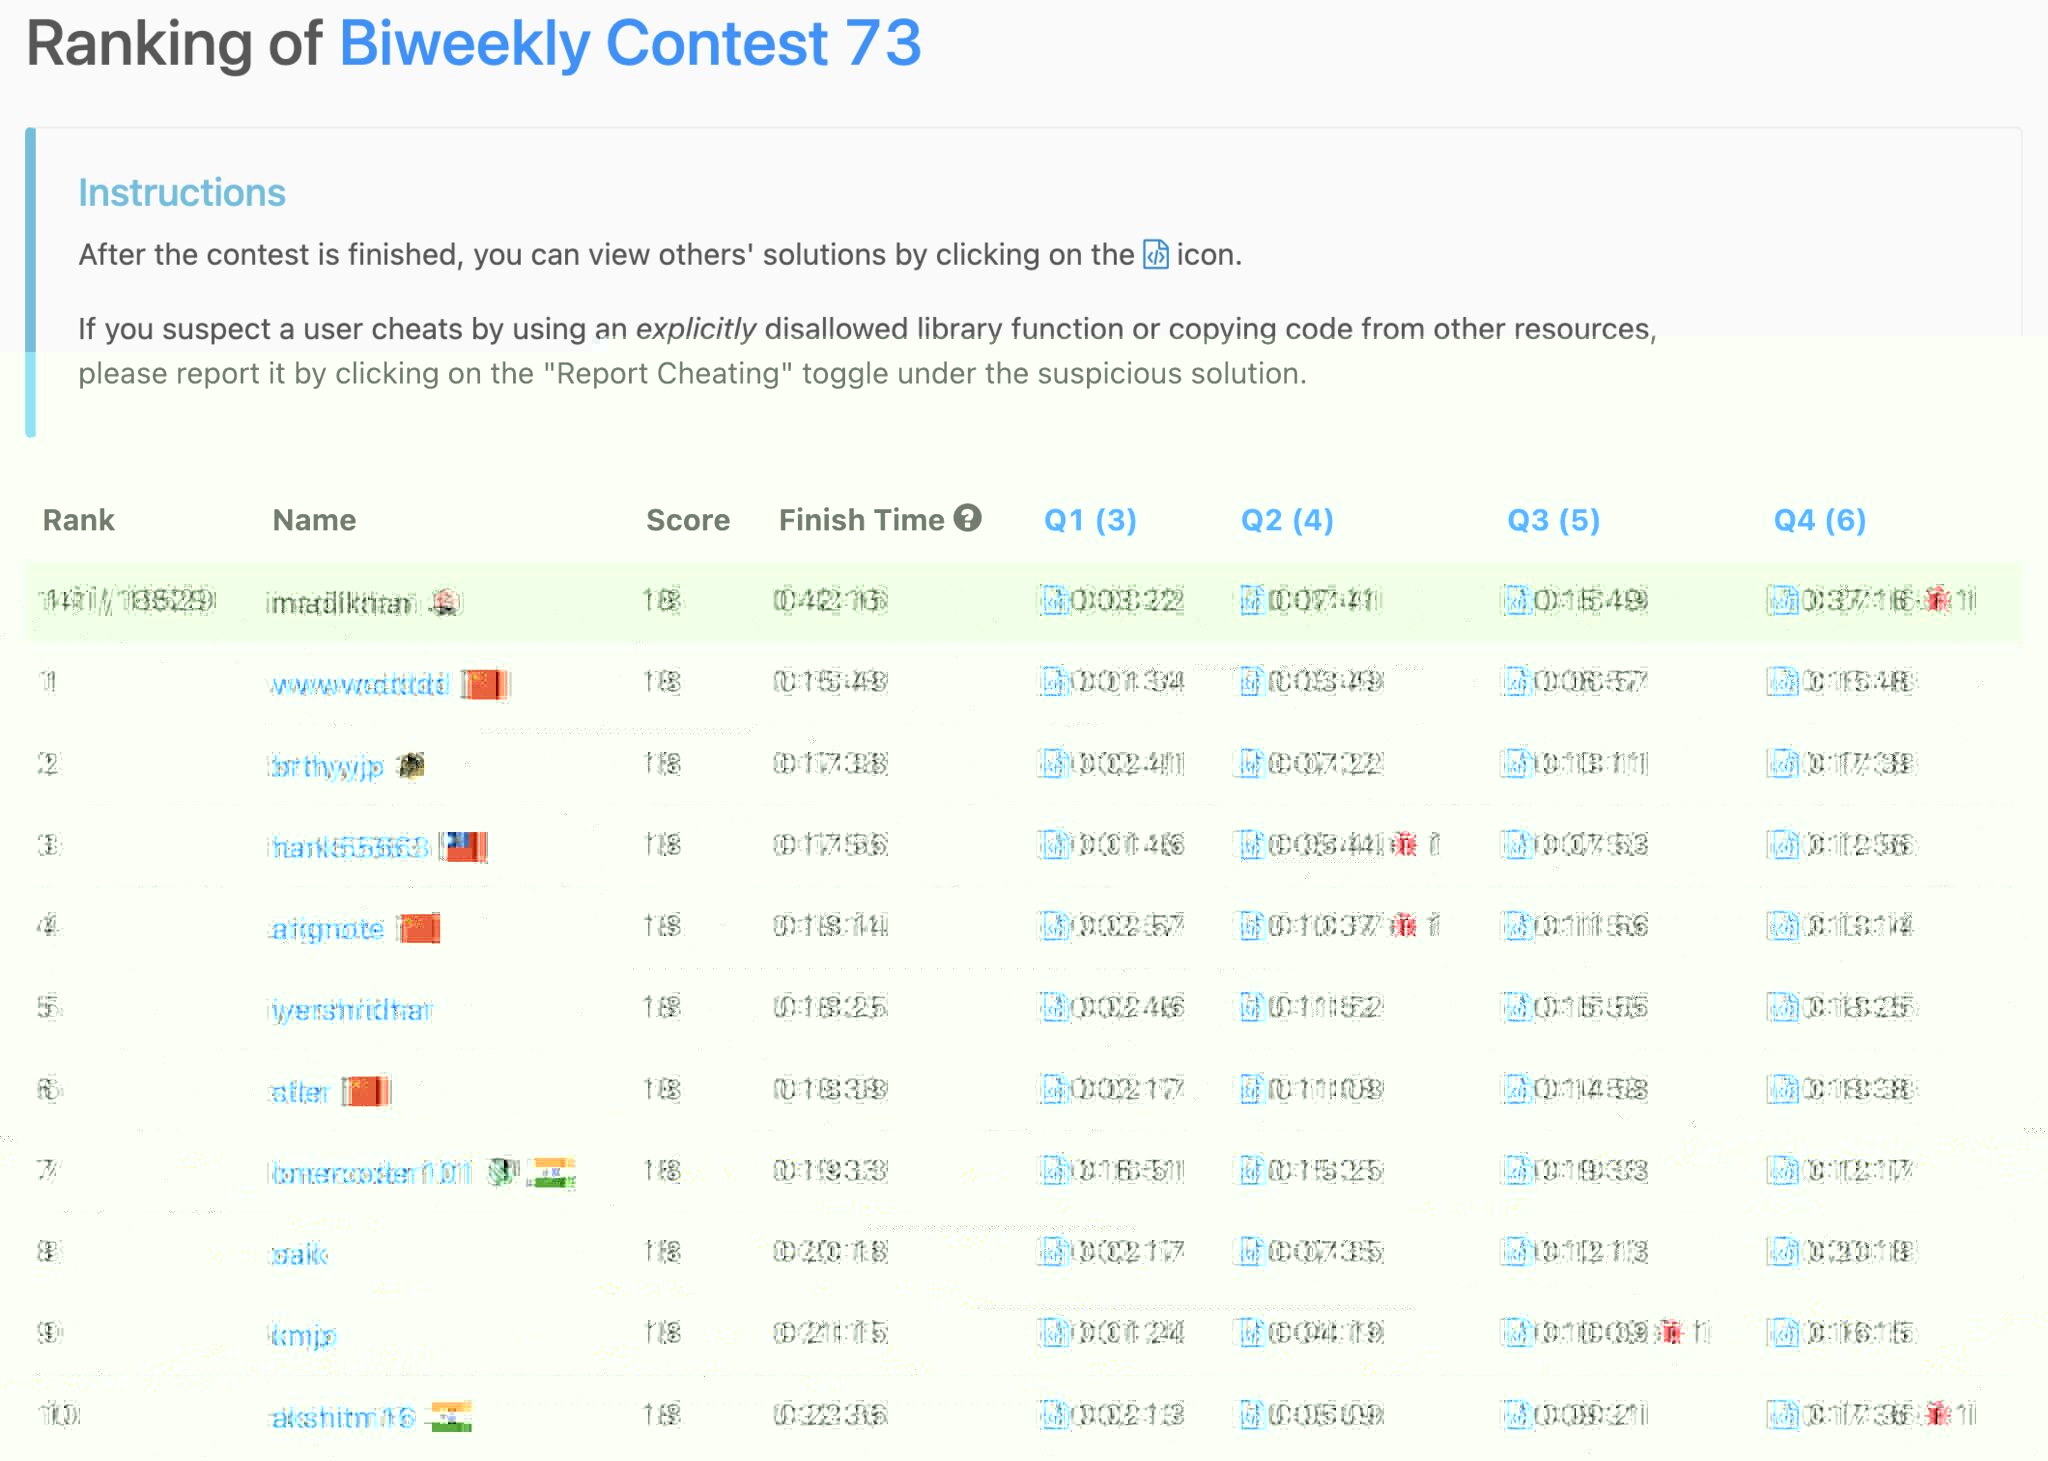 Ranking of Biweekly Contest 73
Instructions
After the contest is finished, you can view others' solutions by clicking on the icon.
If you suspect a user cheats by using an explicitly disallowed library function or copying code from other resources,
please report it by clicking on the "Report Cheating" toggle under the suspicious solution.
Rank Name Score Finish Time Q1 (3) Q2 (4) Q3 (5) Q4 (6)
madikhan 18 0:42:16 0:03:22 0:07:41 0:15:49 0:37:16 1
1 18 0:15:48 0:01:34 0:03:49 0:06:57 0:15:48
2 18 0:17:38 0:02:41 0:07:22 0:13:11 0:17:38
3 18 0:17:56 0:01:46 0:05:44 1 0:07:53 0:12:56
4 18 0:18:14 0:02:57 0:10:37 1 0:11:56 0:13:14
5 iyershridhar 18 0:18:25 0:02:46 0:11:52 0:15:55 0:18:25
6 18 0:18:38 0:02:17 0:11:08 0:14:58 0:18:38
7 18 0:19:33 0:16:51 0:15:25 0:19:33 0:12:17
8 18 0:20:18 0:02:17 0:07:35 0:12:13 0:20:18
9 kmjp 18 0:21:15 0:01:24 0:04:19 0:10:09 1 0:16:15
10 18 0:22:36 0:02:13 0:05:09 0:09:21 0:17:36 1